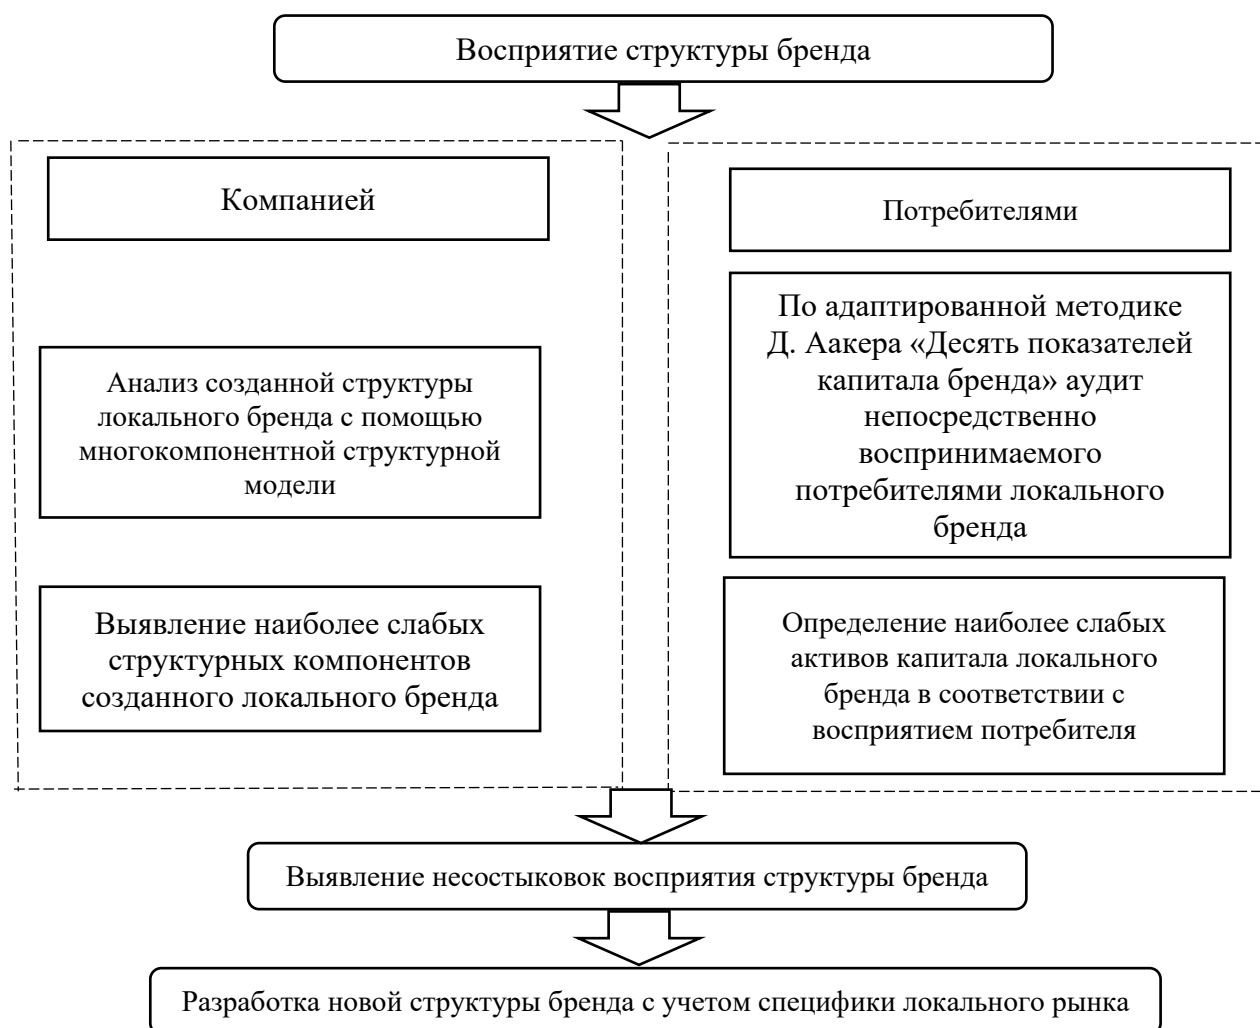 Восприятие структуры бренда
Компанией
Анализ созданной структуры
локального бренда с помощью
многокомпонентной структурной
модели
Выявление наиболее слабых
структурных компонентов
созданного локального бренда
Потребителями
По адаптированной методике
Д. Аакера «Десять показателей
капитала бренда» аудит
непосредственно
воспринимаемого
потребителями локального
бренда
Определение наиболее слабых
активов капитала локального
бренда в соответствии с
восприятием потребителя
Выявление несостыковок восприятия структуры бренда
Разработка новой структуры бренда с учетом специфики локального рынка